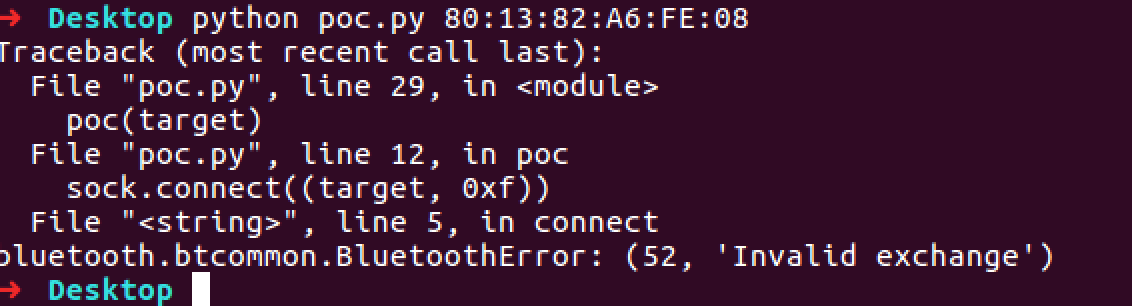 → Desktop python poc.py 80:13:82:A6:FE:08
Traceback (most recent call last):
  File "poc.py", line 29, in <module>
    poc(target)
  File "poc.py", line 12, in poc
    sock.connect((target, 0xf))
  File "<string>", line 5, in connect
bluetooth.btcommon.BluetoothError: (52, 'Invalid exchange')
→ Desktop